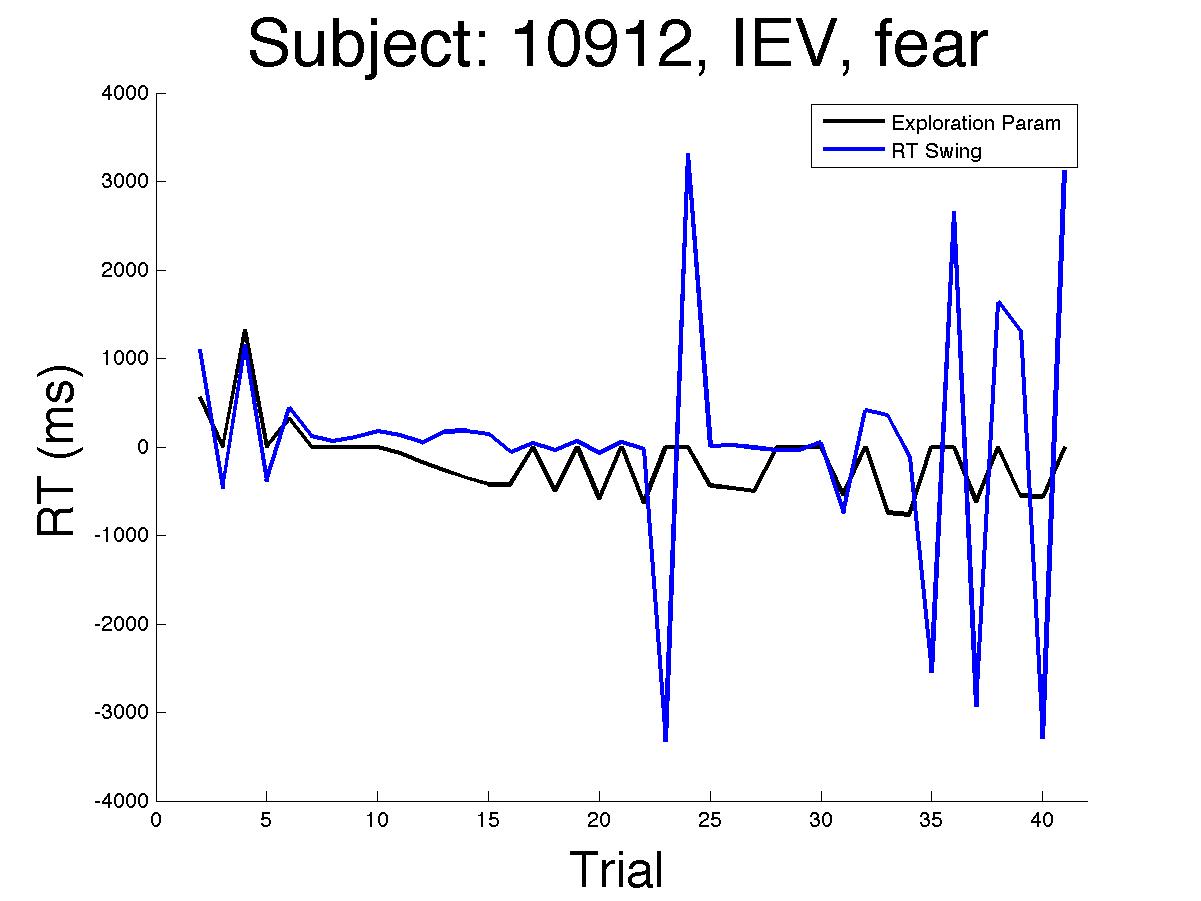 Subject: 10912, IEV, fear
4000
3000
2000
1000
0
-1000
-2000
-3000
-4000
RT (ms)
Exploration Param
RT Swing
0 5 10 15 20 25 30 35 40
Trial